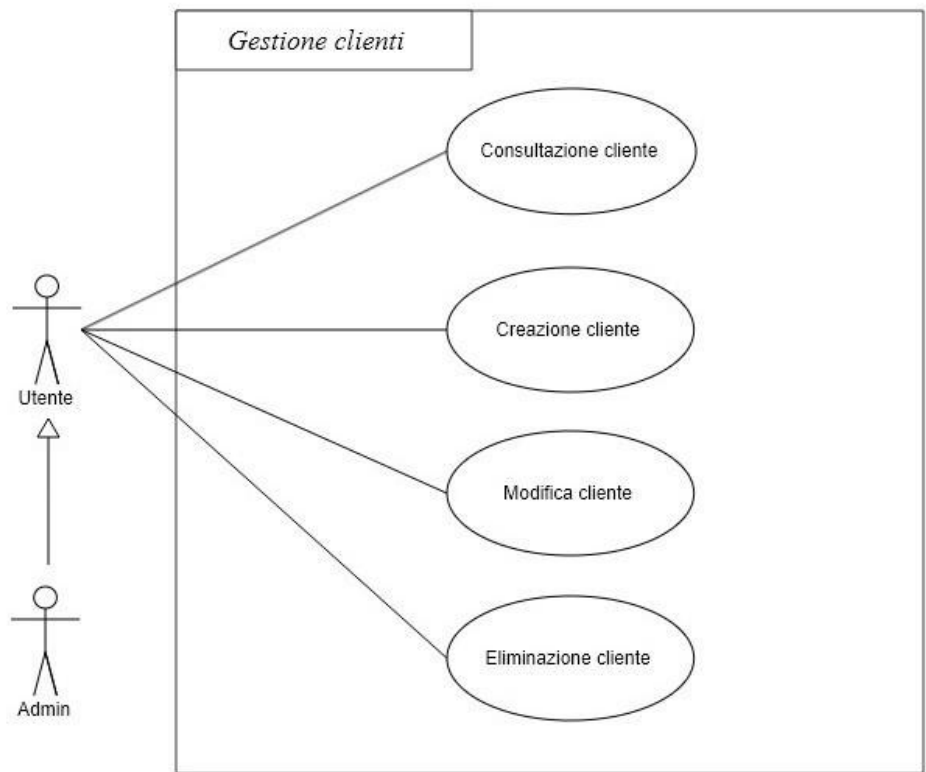 Gestione clienti
Consultazione cliente
Creazione cliente
Utente
Modifica cliente
Eliminazione cliente
Admin